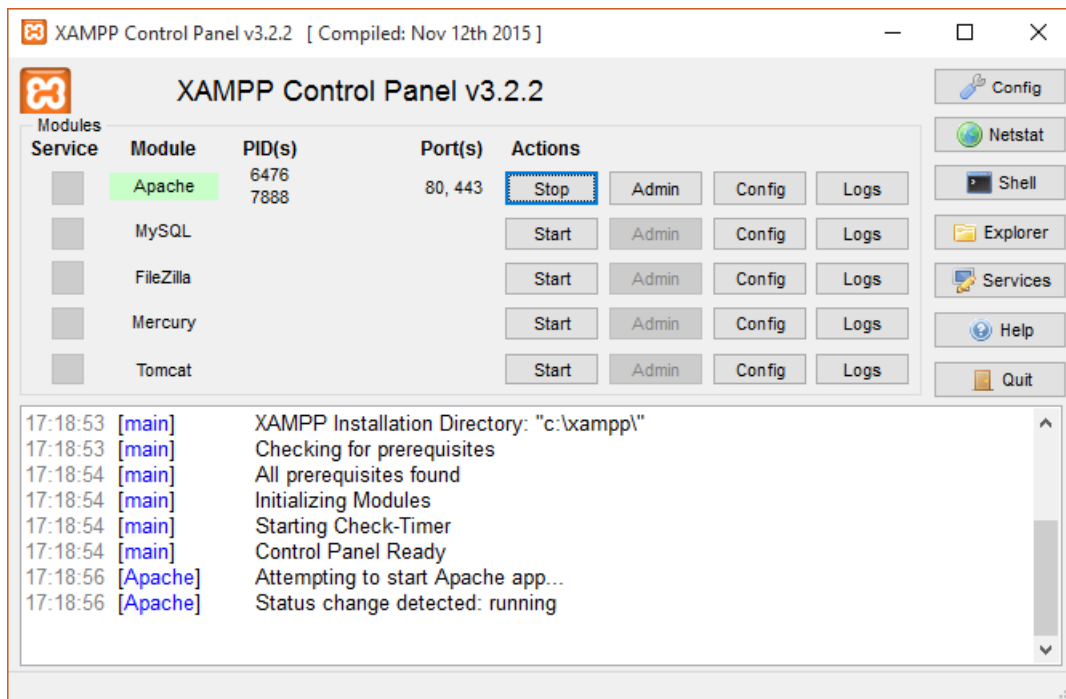 XAMPP Control Panel v3.2.2 [ Compiled: Nov 12th 2015 ]
XAMPP Control Panel v3.2.2
Config
Modules
Netstat
Service Module PID(s) Port(s) Actions
Apache 6476 7888 80, 443 Stop Admin Config Logs
Shell
MySQL Start Admin Config Logs
Explorer
FileZilla Start Admin Config Logs
Services
Mercury Start Admin Config Logs
Help
Tomcat Start Admin Config Logs
Quit
17:18:53 [main] XAMPP Installation Directory: "c:\xampp\"
17:18:53 [main] Checking for prerequisites
17:18:54 [main] All prerequisites found
17:18:54 [main] Initializing Modules
17:18:54 [main] Starting Check-Timer
17:18:54 [main] Control Panel Ready
17:18:56 [Apache] Attempting to start Apache app...
17:18:56 [Apache] Status change detected: running